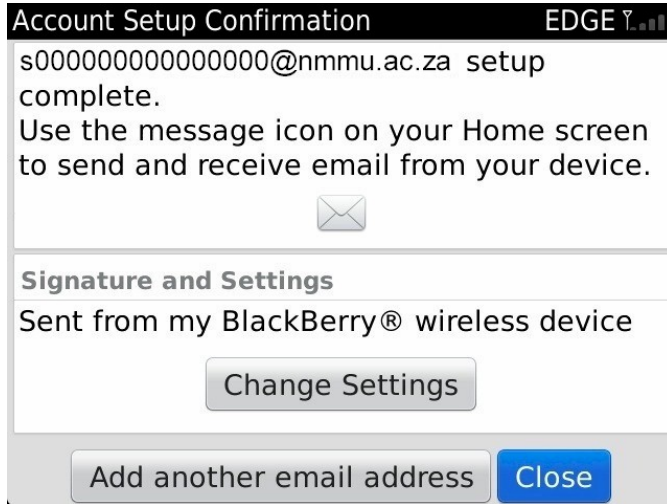 Account Setup Confirmation EDGE
s000000000000000@nmmu.ac.za setup
complete.
Use the message icon on your Home screen
to send and receive email from your device.
Signature and Settings
Sent from my BlackBerry® wireless device
Change Settings
Add another email address Close